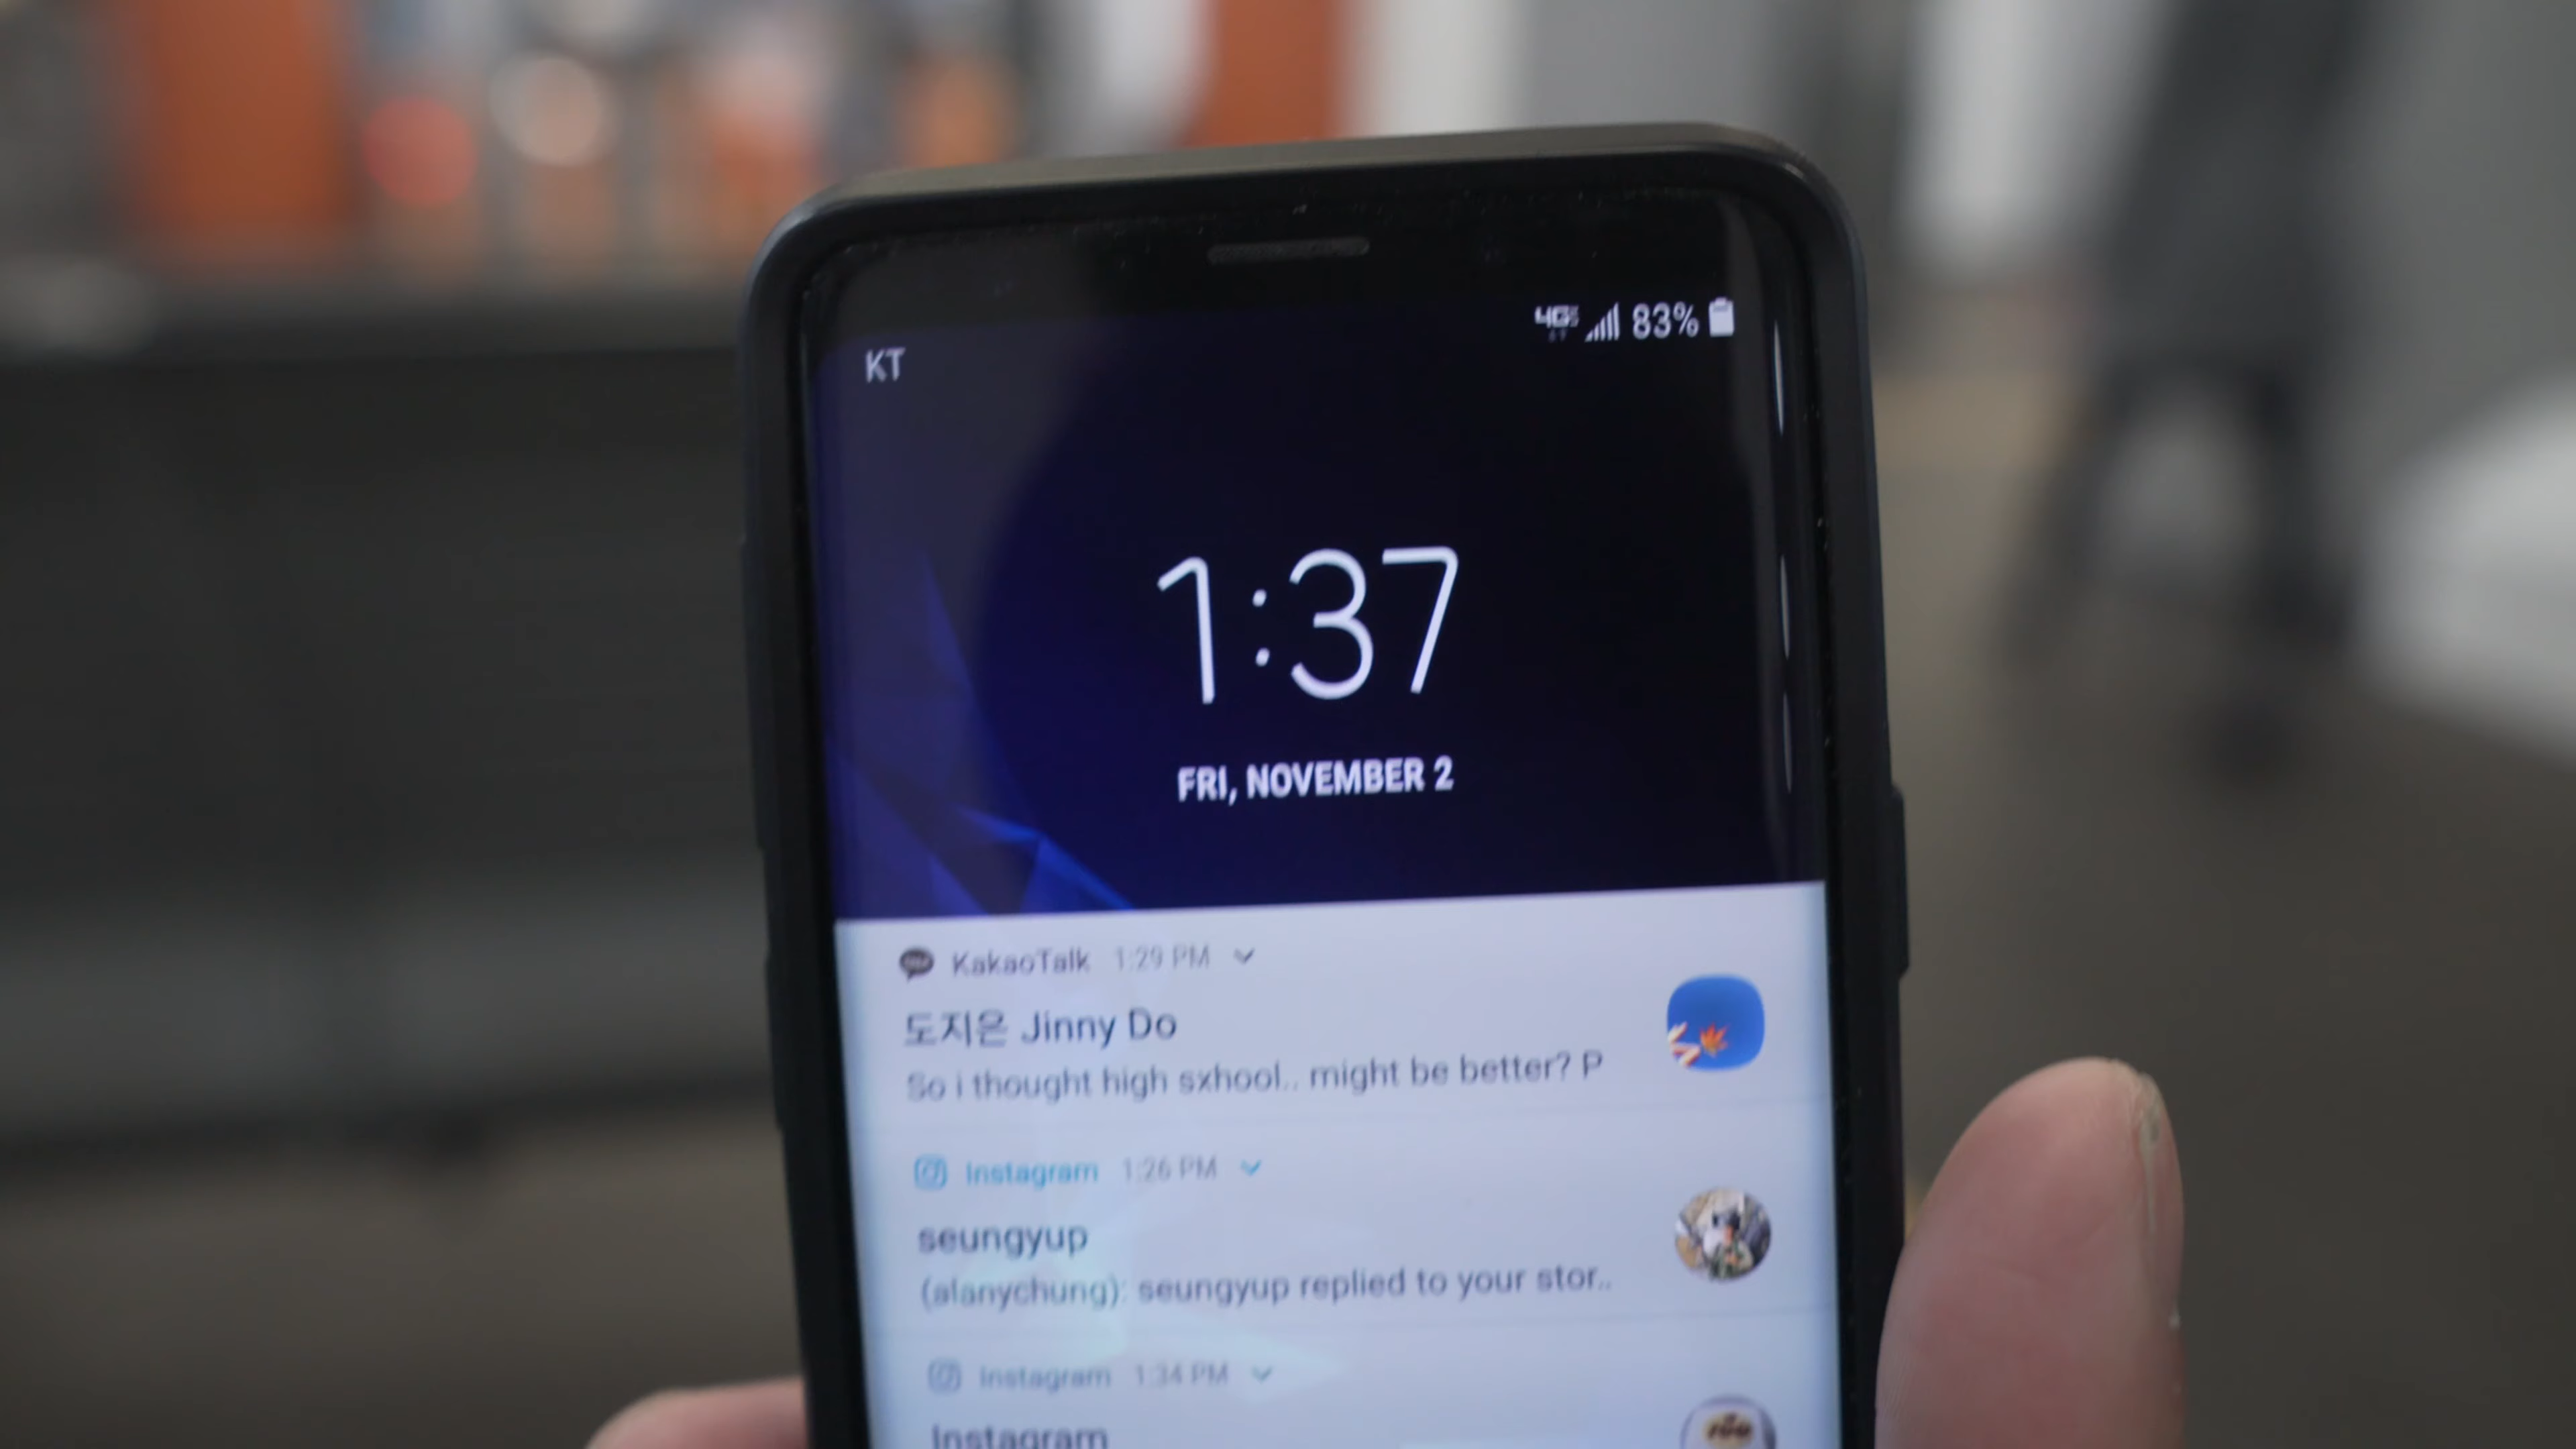 4G 83%
KT
1:37
FRI, NOVEMBER 2
KakaoTalk 1:29 PM
도지은 Jinny Do
So i thought high sxhool.. might be better? P
Instagram 1:26 PM
seungyup
(alanychung): seungyup replied to your stor..
Instagram 1:34 PM
Instagram